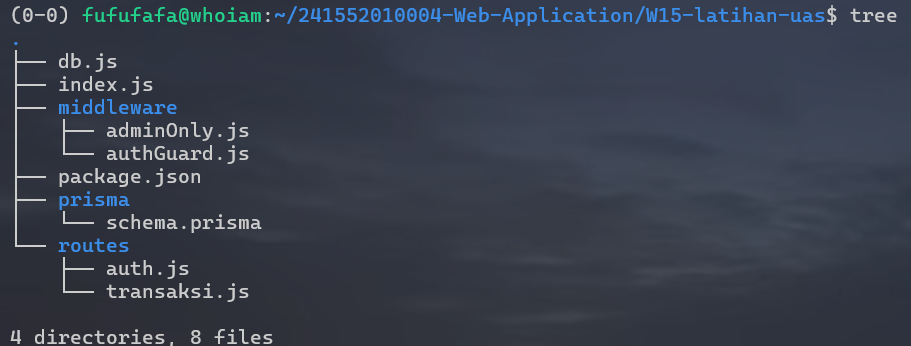 (0-0) fufufafa@whoiam:~/241552010004-Web-Application/W15-latihan-uas$ tree
.
├── db.js
├── index.js
├── middleware
│   ├── adminOnly.js
│   └── authGuard.js
├── package.json
├── prisma
│   └── schema.prisma
└── routes
    ├── auth.js
    └── transaksi.js

4 directories, 8 files